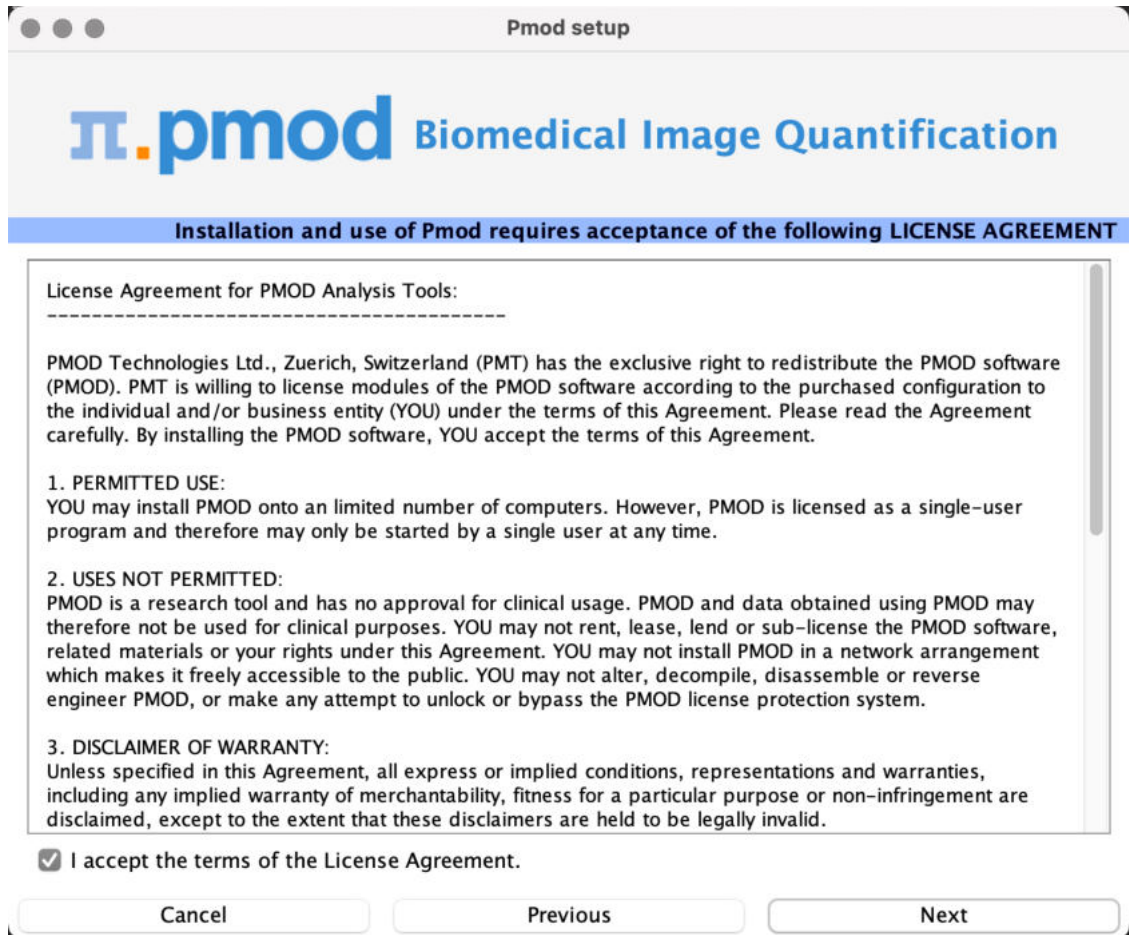 Pmod setup
π.pmod Biomedical Image Quantification
Installation and use of Pmod requires acceptance of the following LICENSE AGREEMENT
License Agreement for PMOD Analysis Tools:
-----------------------------------------
PMOD Technologies Ltd., Zuerich, Switzerland (PMT) has the exclusive right to redistribute the PMOD software
(PMOD). PMT is willing to license modules of the PMOD software according to the purchased configuration to
the individual and/or business entity (YOU) under the terms of this Agreement. Please read the Agreement
carefully. By installing the PMOD software, YOU accept the terms of this Agreement.
1. PERMITTED USE:
YOU may install PMOD onto an limited number of computers. However, PMOD is licensed as a single-user
program and therefore may only be started by a single user at any time.
2. USES NOT PERMITTED:
PMOD is a research tool and has no approval for clinical usage. PMOD and data obtained using PMOD may
therefore not be used for clinical purposes. YOU may not rent, lease, lend or sub-license the PMOD software,
related materials or your rights under this Agreement. YOU may not install PMOD in a network arrangement
which makes it freely accessible to the public. YOU may not alter, decompile, disassemble or reverse
engineer PMOD, or make any attempt to unlock or bypass the PMOD license protection system.
3. DISCLAIMER OF WARRANTY:
Unless specified in this Agreement, all express or implied conditions, representations and warranties,
including any implied warranty of merchantability, fitness for a particular purpose or non-infringement are
disclaimed, except to the extent that these disclaimers are held to be legally invalid.
I accept the terms of the License Agreement.
Cancel Previous Next